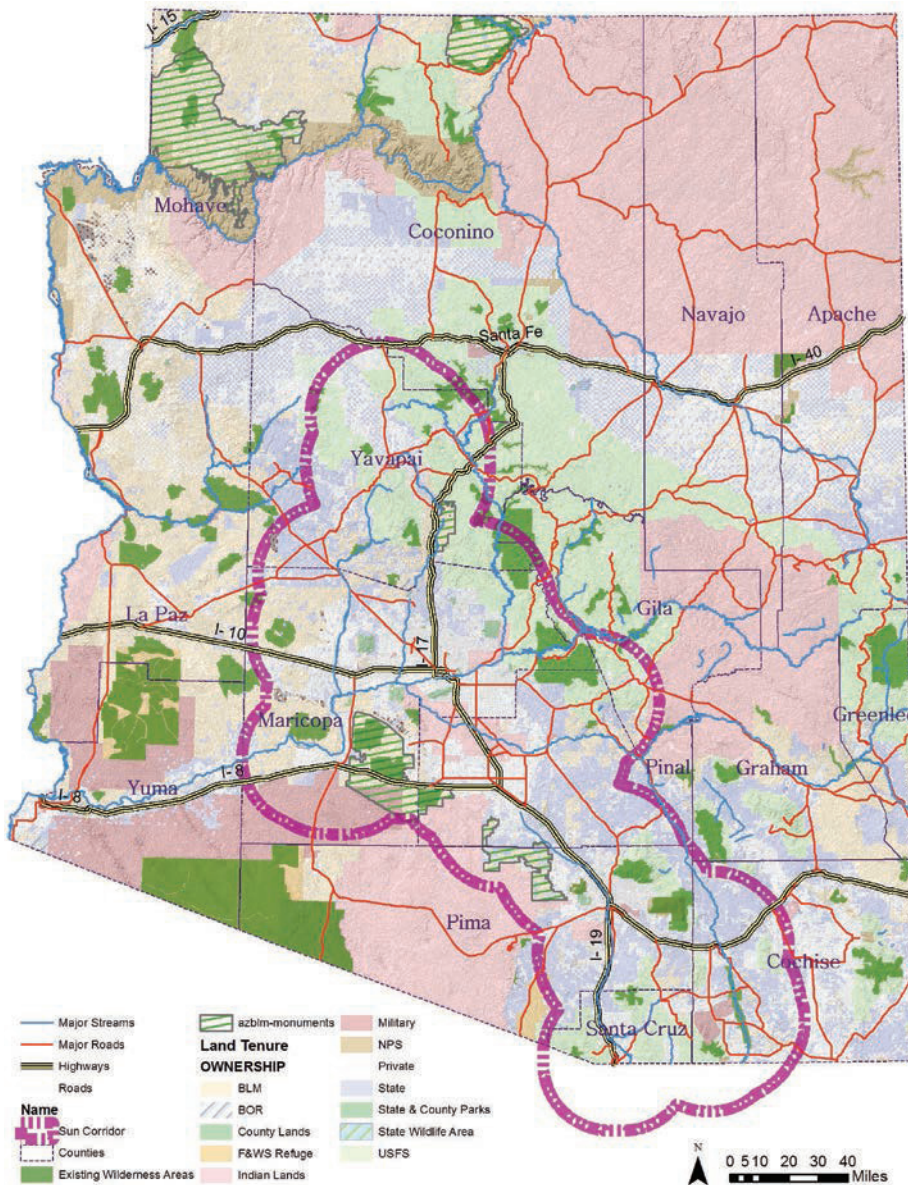 I- 15
Mohave
Coconino
Navajo
Apache
Santa Fe
I- 40
Yavapai
Gila
La Paz
I- 10
I- 17
Greenlee
Maricopa
I- 8
Yuma
I- 8
Pinal
Graham
Pima
I- 19
Cochise
Santa Cruz
Major Streams
Major Roads
Highways
Roads
Name
Sun Corridor
Counties
Existing Wilderness Areas
azblm-monuments
Land Tenure
OWNERSHIP
BLM
BOR
County Lands
F&WS Refuge
Indian Lands
Military
NPS
Private
State
State & County Parks
State Wildlife Area
USFS
N
0 5 10 20 30 40
Miles